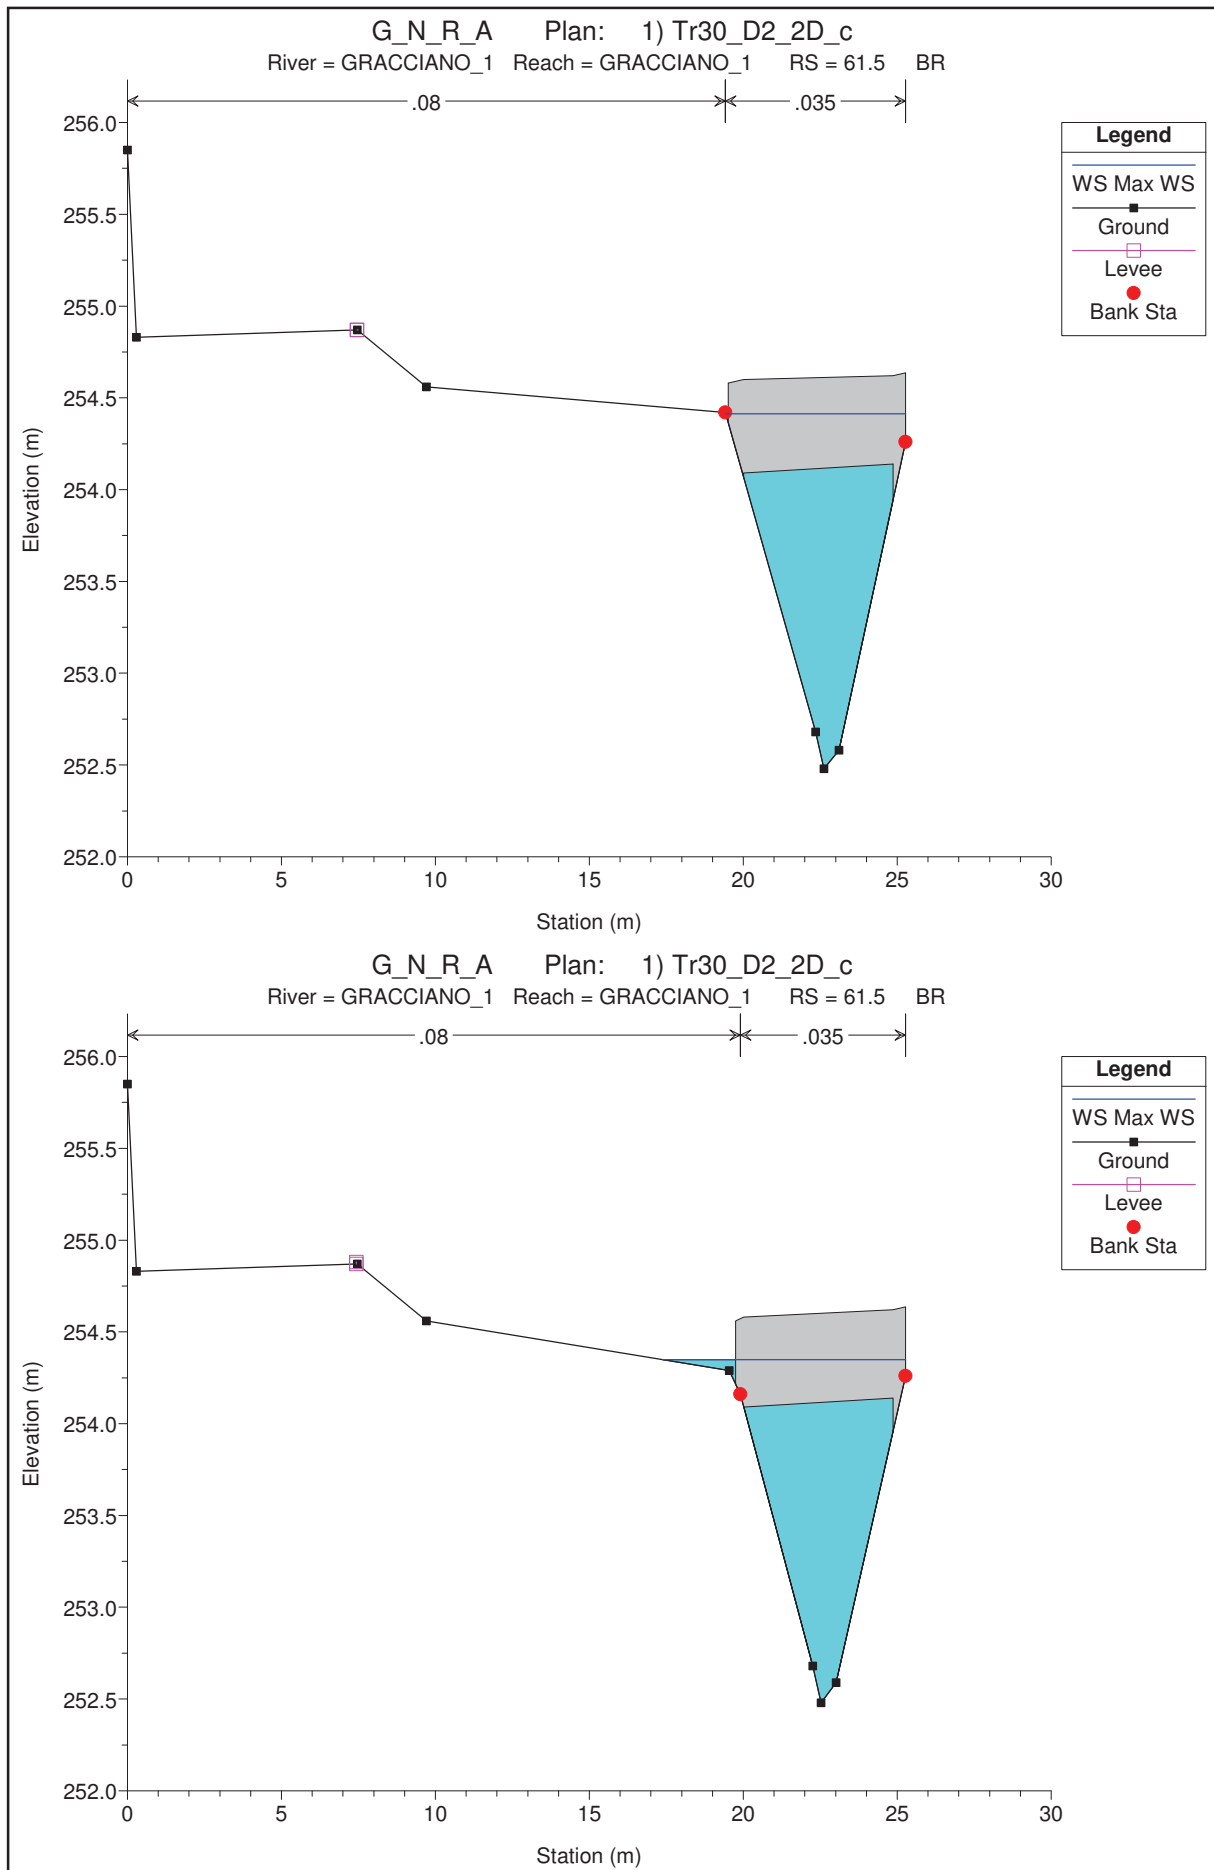 G_N_R_A Plan: 1) Tr30_D2_2D_c
River = GRACCIANO_1 Reach = GRACCIANO_1 RS = 61.5 BR
.08
.035
256.0
255.5
255.0
254.5
254.0
253.5
253.0
252.5
252.0
Elevation (m)
0 5 10 15 20 25 30
Station (m)
Legend
WS Max WS
Ground
Levee
Bank Sta
G_N_R_A Plan: 1) Tr30_D2_2D_c
River = GRACCIANO_1 Reach = GRACCIANO_1 RS = 61.5 BR
.08
.035
256.0
255.5
255.0
254.5
254.0
253.5
253.0
252.5
252.0
Elevation (m)
0 5 10 15 20 25 30
Station (m)
Legend
WS Max WS
Ground
Levee
Bank Sta